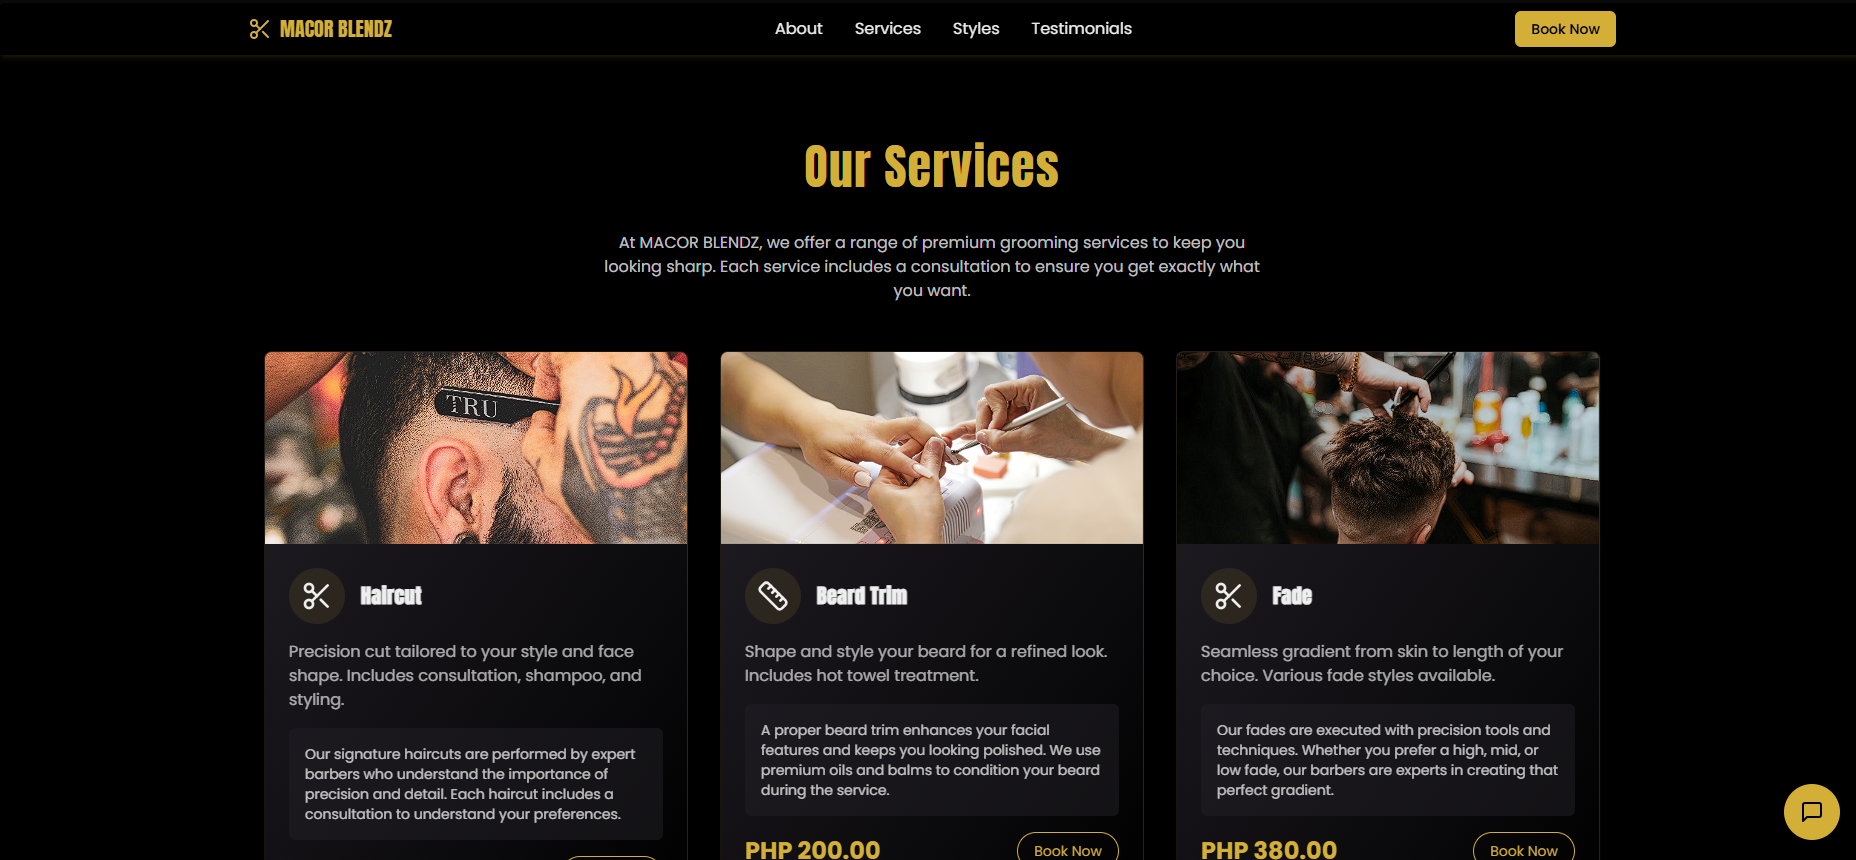 MACOR BLENDZ
About
Services
Styles
Testimonials
Book Now
Our Services
At MACOR BLENDZ, we offer a range of premium grooming services to keep you
looking sharp. Each service includes a consultation to ensure you get exactly what
you want.
TRU
Haircut
Precision cut tailored to your style and face
shape. Includes consultation, shampoo, and
styling.
Our signature haircuts are performed by expert
barbers who understand the importance of
precision and detail. Each haircut includes a
consultation to understand your preferences.
Beard Trim
Shape and style your beard for a refined look.
Includes hot towel treatment.
A proper beard trim enhances your facial
features and keeps you looking polished. We use
premium oils and balms to condition your beard
during the service.
PHP 200.00
Book Now
Fade
Seamless gradient from skin to length of your
choice. Various fade styles available.
Our fades are executed with precision tools and
techniques. Whether you prefer a high, mid, or
low fade, our barbers are experts in creating that
perfect gradient.
PHP 380.00
Book Now